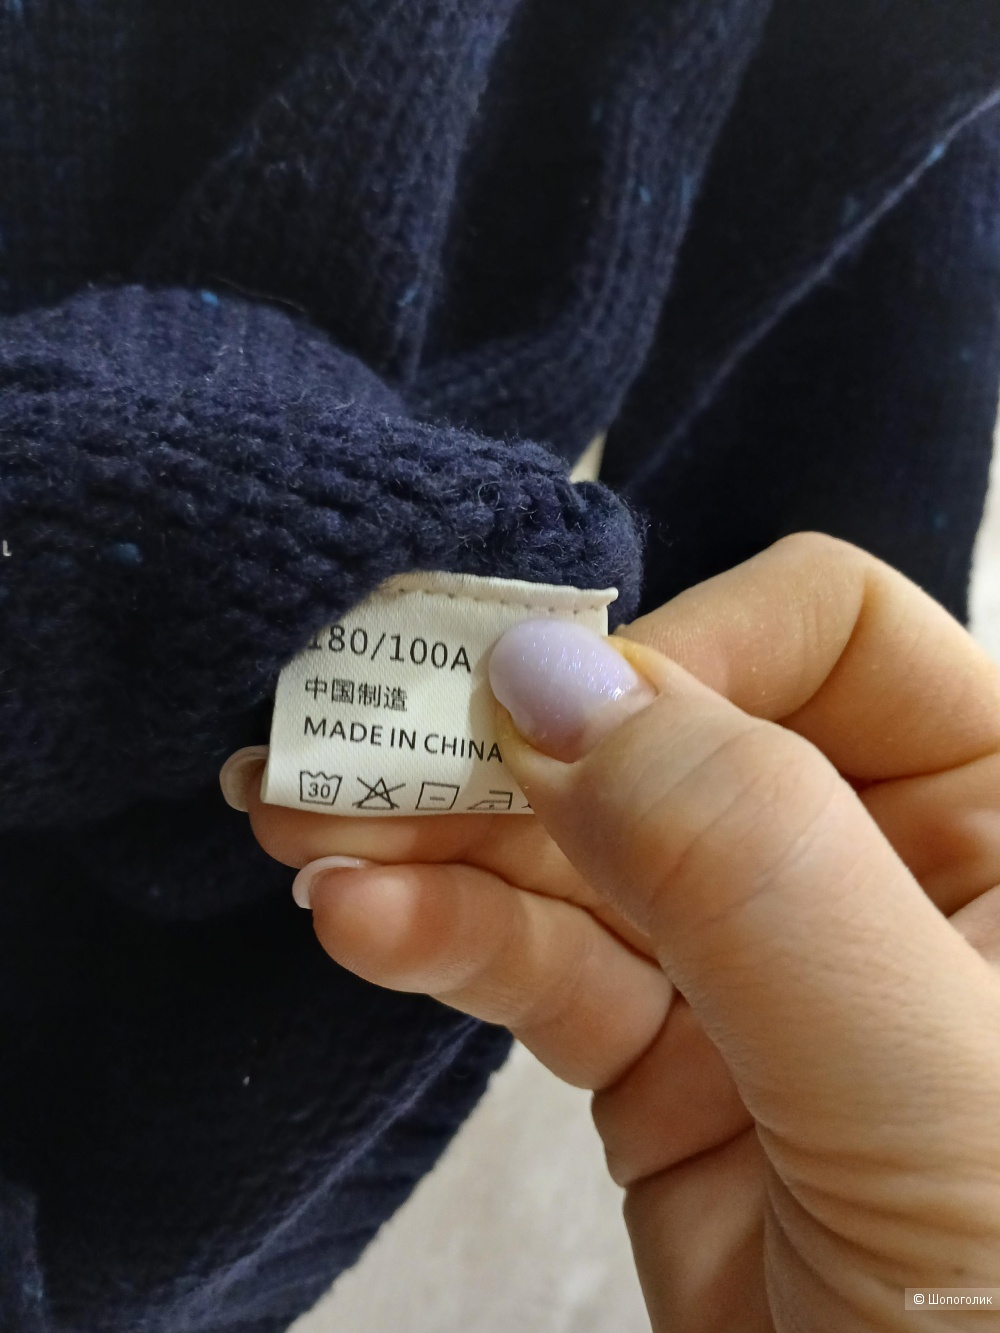 180/100A
中国制造
MADE IN CHINA
30
© Шопоголик